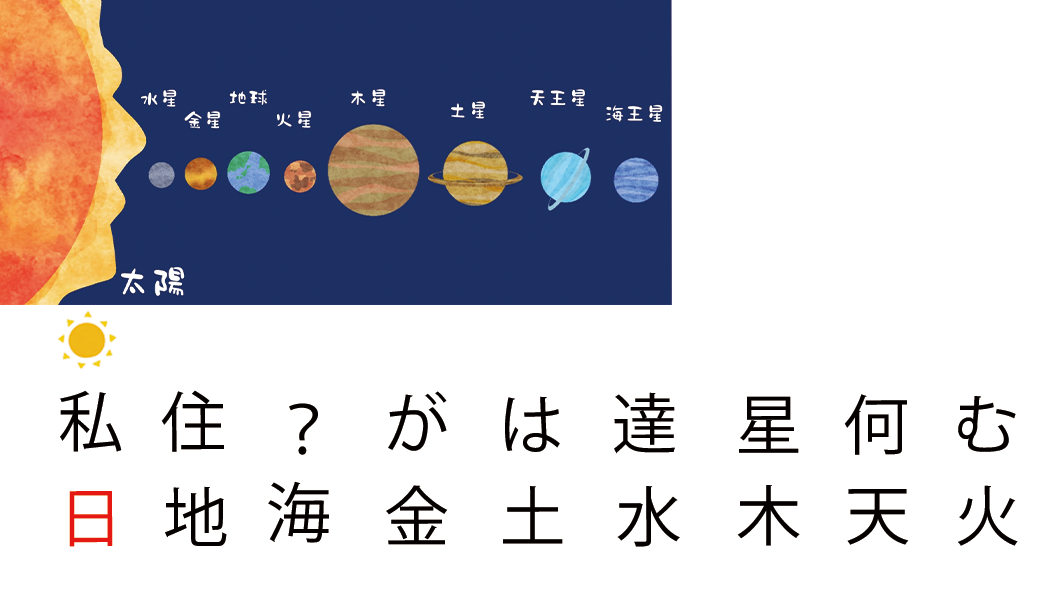 水星
金星
地球
火星
木星
土星
天王星
海王星
太陽
私 住 ? が は 達 星 何 む
日 地 海 金 土 水 木 天 火